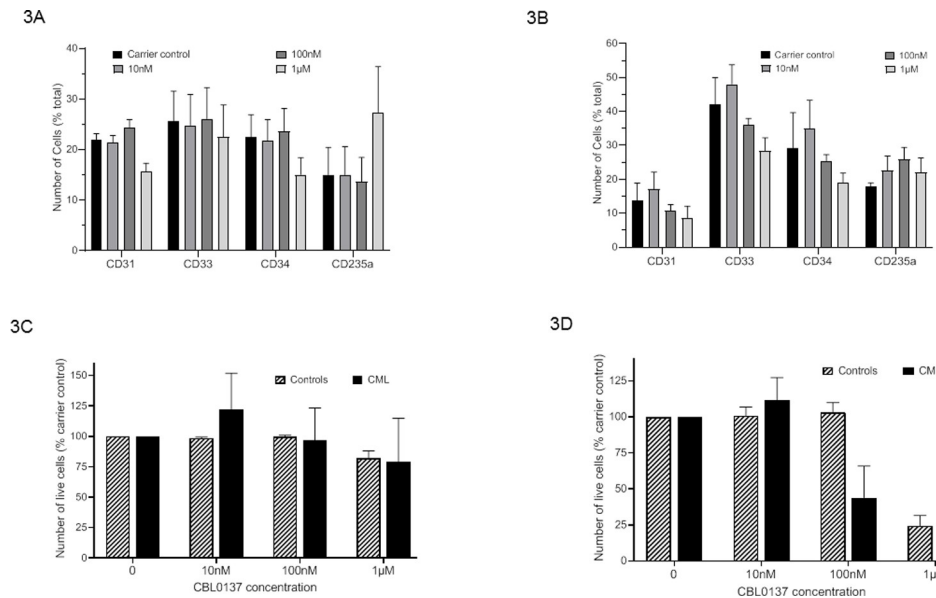 3A
Number of Cells (% total)
40
30
20
10
0
Carrier control
10nM
100nM
1µM
CD31 CD33 CD34 CD235a
3B
Number of Cells (% total)
60
50
40
30
20
10
0
Carrier control
10nM
100nM
1µM
CD31 CD33 CD34 CD235a
3C
Number of live cells (% carrier control)
150
125
100
75
50
25
0
Controls CML
0 10nM 100nM 1µM
CBL0137 concentration
3D
Number of live cells (% carrier control)
125
100
75
50
25
0
Controls
0 10nM 100nM
CBL0137 concentration